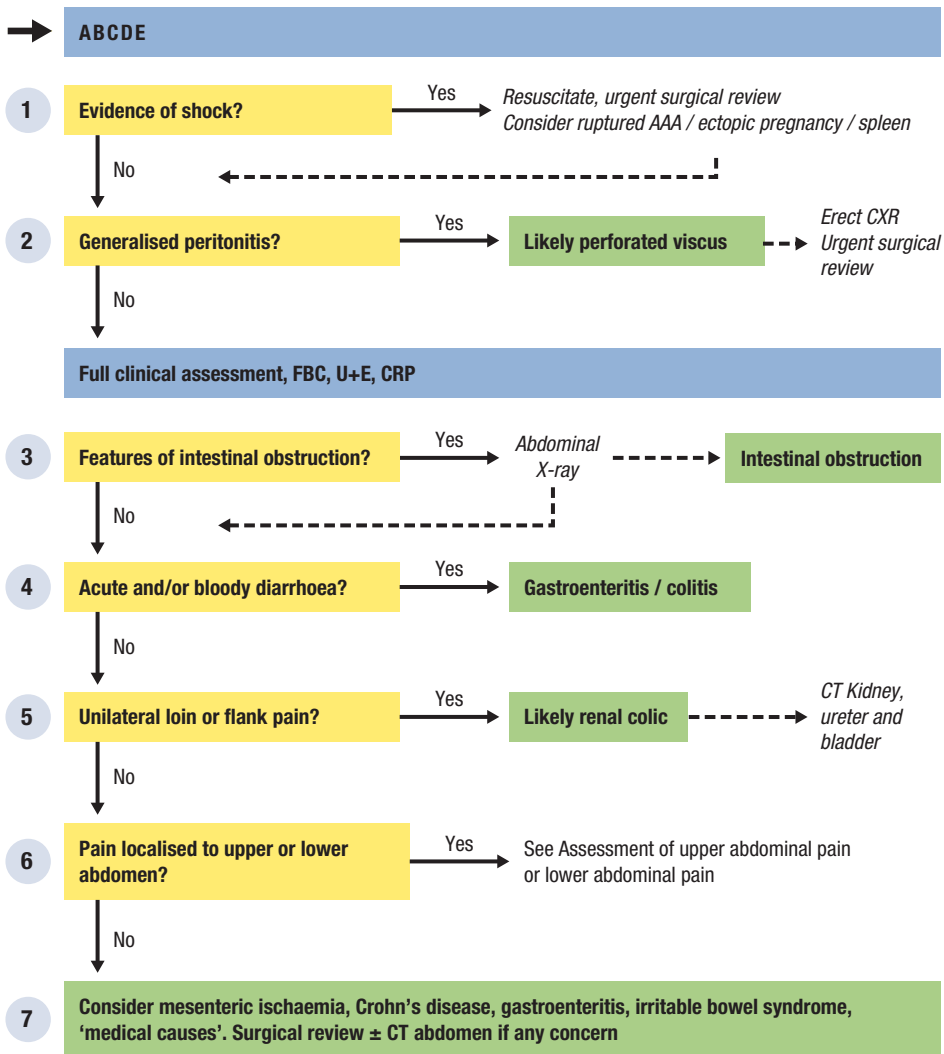 ABCDE
1
Evidence of shock?
Yes
Resuscitate, urgent surgical review
Consider ruptured AAA / ectopic pregnancy / spleen
No
2
Generalised peritonitis?
Yes
Likely perforated viscus
Erect CXR
Urgent surgical
review
No
Full clinical assessment, FBC, U+E, CRP
3
Features of intestinal obstruction?
Yes
Abdominal
X-ray
Intestinal obstruction
No
4
Acute and/or bloody diarrhoea?
Yes
Gastroenteritis / colitis
No
5
Unilateral loin or flank pain?
Yes
Likely renal colic
CT Kidney,
ureter and
bladder
No
6
Pain localised to upper or lower
abdomen?
Yes
See Assessment of upper abdominal pain
or lower abdominal pain
No
7
Consider mesenteric ischaemia, Crohn’s disease, gastroenteritis, irritable bowel syndrome,
‘medical causes’. Surgical review ± CT abdomen if any concern